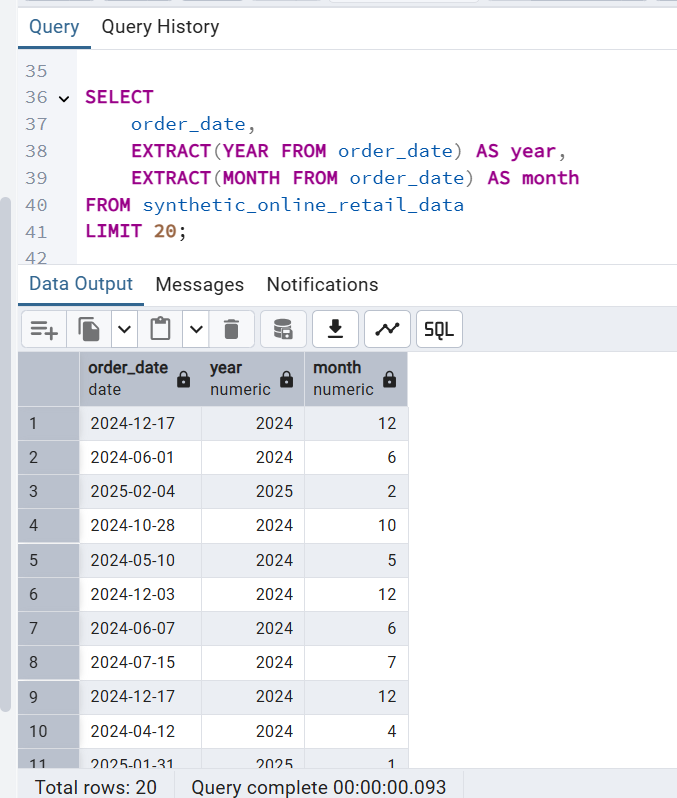 Query Query History
35
36 SELECT
37 order_date,
38 EXTRACT(YEAR FROM order_date) AS year,
39 EXTRACT(MONTH FROM order_date) AS month
40 FROM synthetic_online_retail_data
41 LIMIT 20;
42
Data Output Messages Notifications
SQL
order_date year month
date numeric numeric
1 2024-12-17 2024 12
2 2024-06-01 2024 6
3 2025-02-04 2025 2
4 2024-10-28 2024 10
5 2024-05-10 2024 5
6 2024-12-03 2024 12
7 2024-06-07 2024 6
8 2024-07-15 2024 7
9 2024-12-17 2024 12
10 2024-04-12 2024 4
11 2025-01-31 2025 1
Total rows: 20 Query complete 00:00:00.093